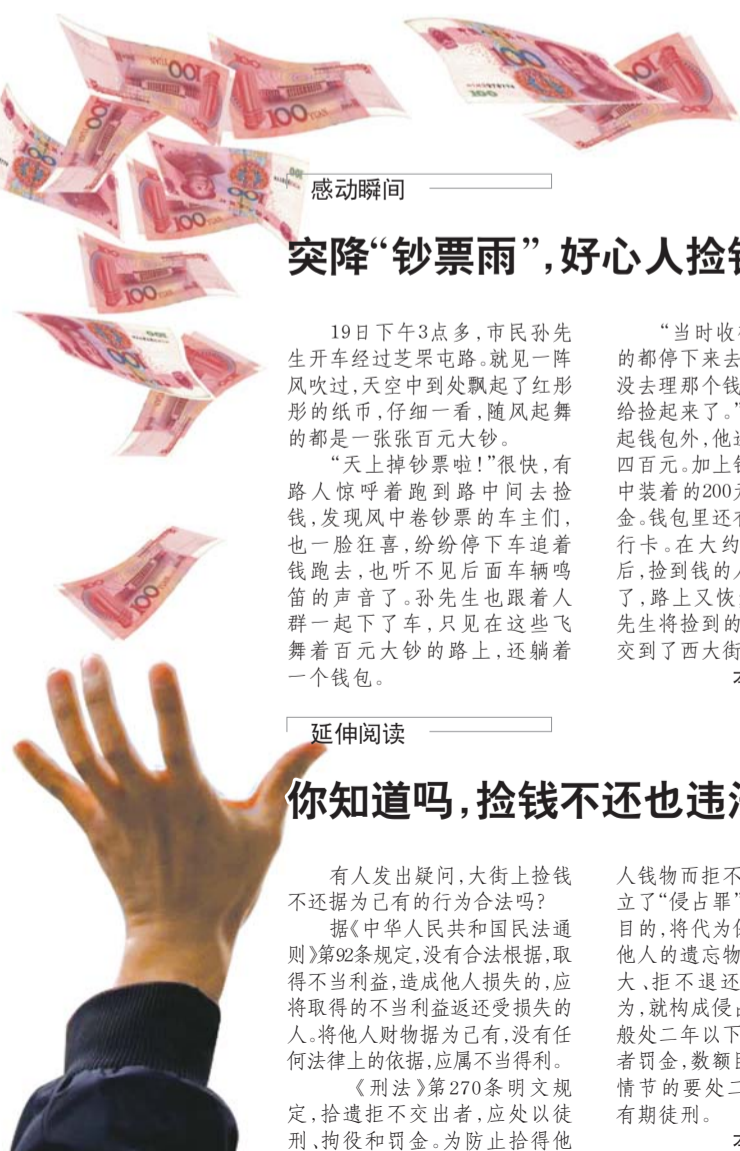 感动瞬间
突降“钞票雨”,好心人捡
19日下午3点多,市民孙先
生开车经过芝罘屯路。就见一阵
风吹过,天空中到处飘起了红彤
彤的纸币,仔细一看,随风起舞
的都是一张张百元大钞。
“天上掉钞票啦!”很快,有
路人惊呼着跑到路中间去捡
钱,发现风中卷钞票的车主们,
也一脸狂喜,纷纷停下车追着
钱跑去,也听不见后面车辆鸣
笛的声音了。孙先生也跟着人
群一起下了车,只见在这些飞
舞着百元大钞的路上,还躺着
一个钱包。
“当时收
的都停下来去
没去理那个钱
给捡起来了。”
起钱包外,他
四百元。加上
中装着的200
金。钱包里还
行卡。在大约
后,捡到钱的
了,路上又恢
先生将捡到的
交到了西大街
延伸阅读
你知道吗,捡钱不还也违
有人发出疑问,大街上捡钱
不还据为己有的行为合法吗?
据《中华人民共和国民法通
则》第92条规定,没有合法根据,取
得不当利益,造成他人损失的,应
将取得的不当利益返还受损失的
人。将他人财物据为己有,没有任
何法律上的依据,应属不当得利。
《刑法》第270条明文规
定,拾遗拒不交出者,应处以徒
刑、拘役和罚金。为防止拾得他
人钱物而拒不
立了“侵占罪”
目的,将代为
他人的遗忘物
大、拒不退还
为,就构成侵
般处二年以下
者罚金,数额
情节的要处二
有期徒刑。